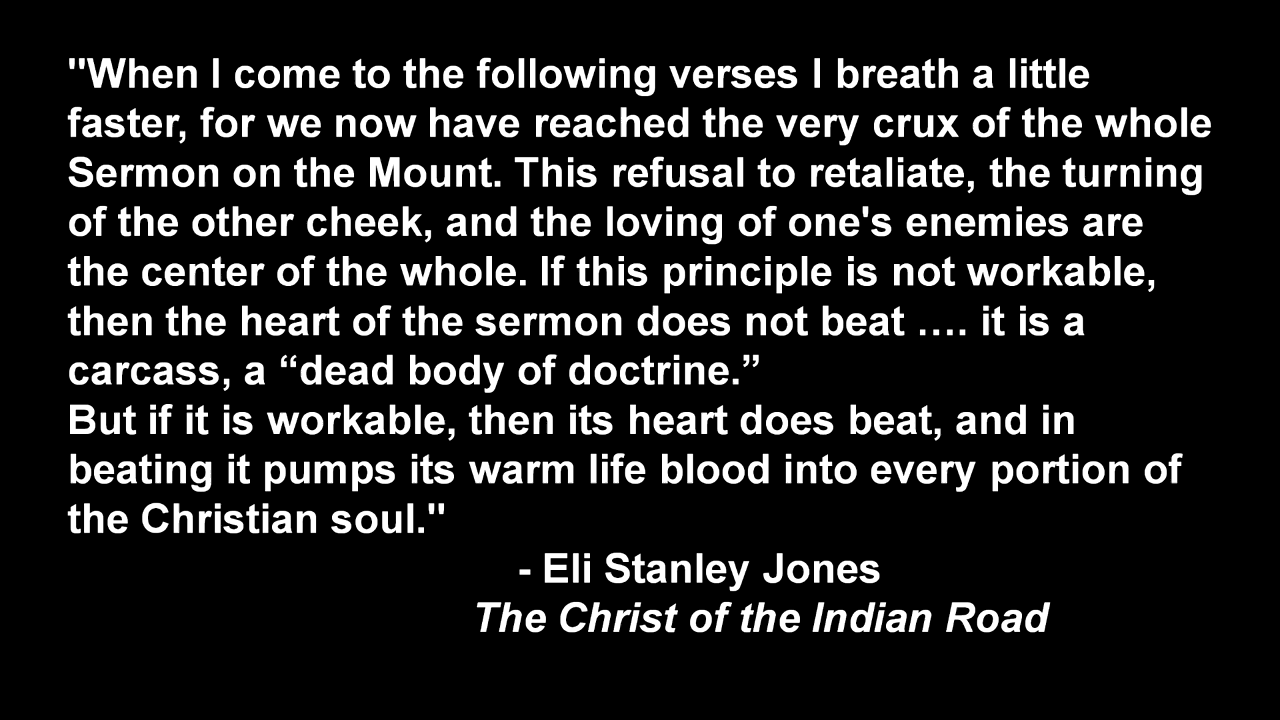 "When I come to the following verses I breath a little
faster, for we now have reached the very crux of the whole
Sermon on the Mount. This refusal to retaliate, the turning
of the other cheek, and the loving of one's enemies are
the center of the whole. If this principle is not workable,
then the heart of the sermon does not beat …. it is a
carcass, a “dead body of doctrine.”
But if it is workable, then its heart does beat, and in
beating it pumps its warm life blood into every portion of
the Christian soul."
- Eli Stanley Jones
The Christ of the Indian Road